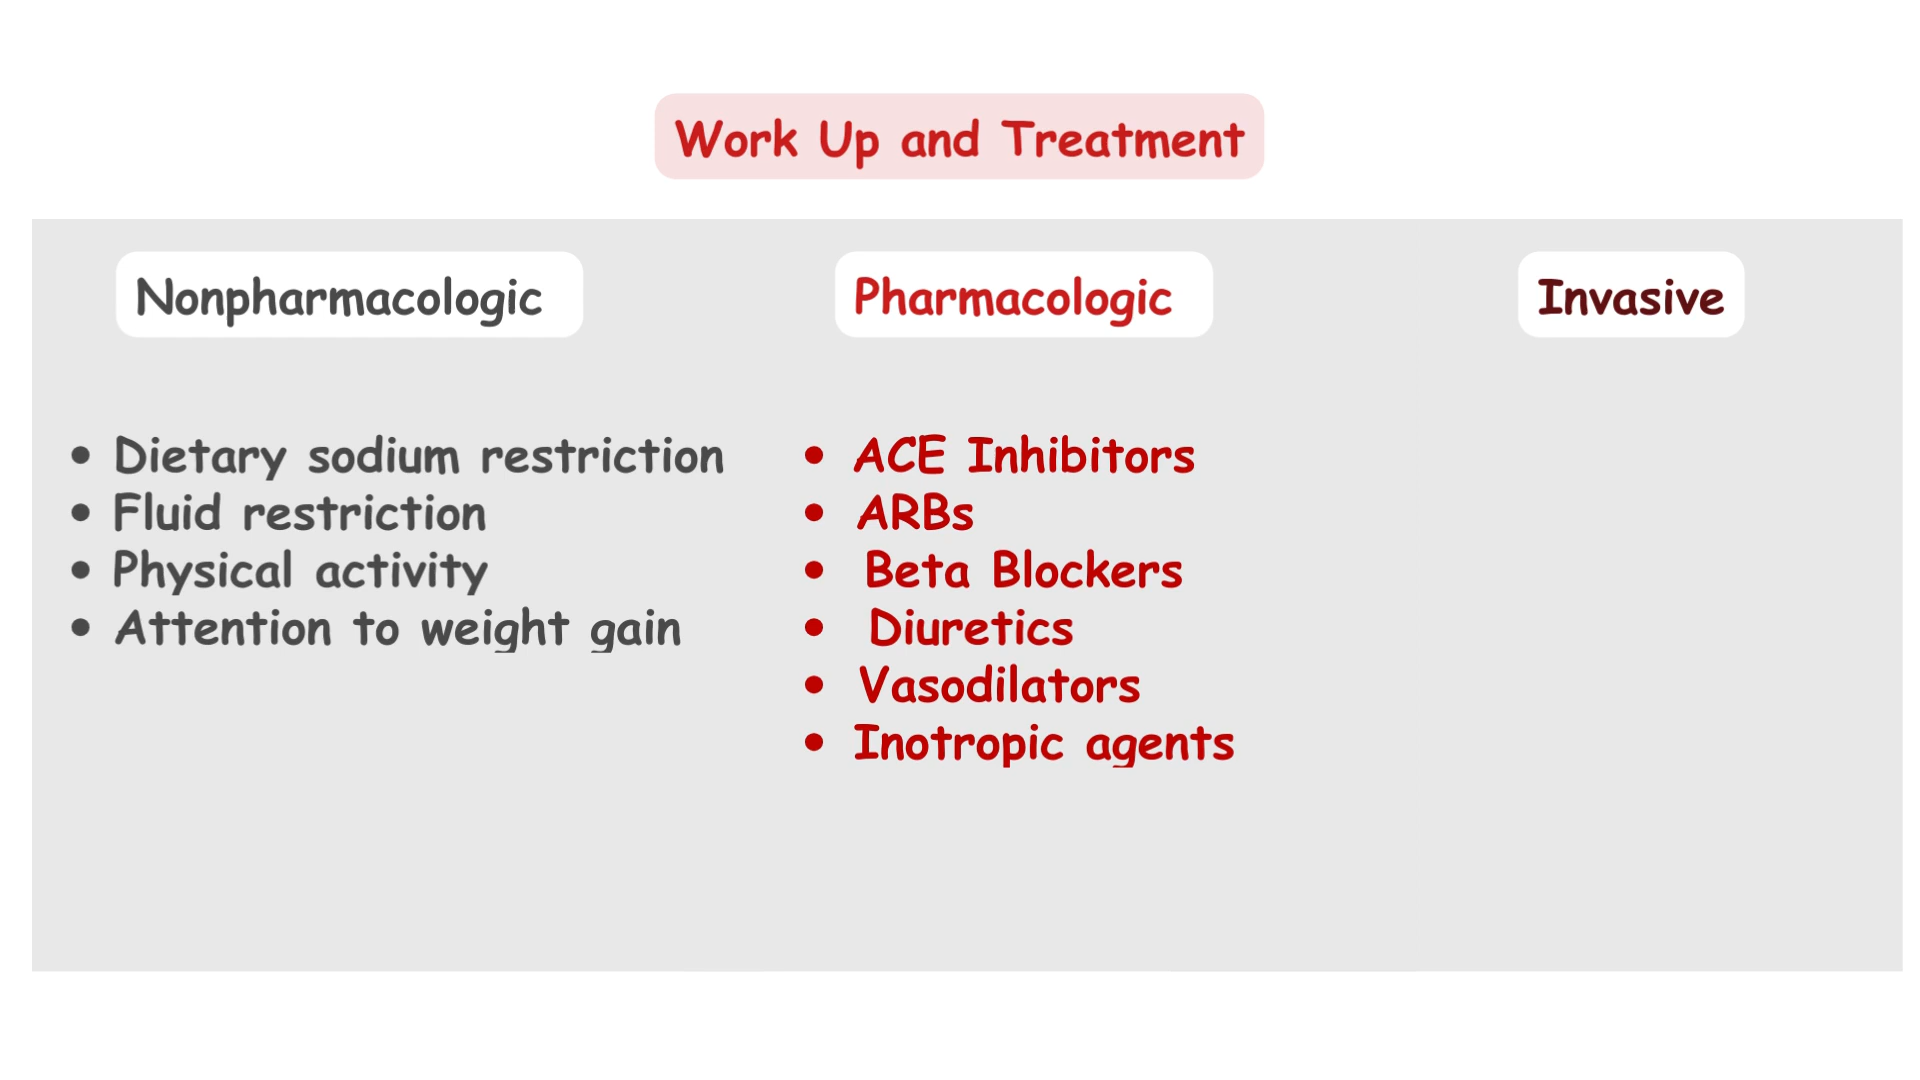 Work Up and Treatment
Nonpharmacologic
Pharmacologic
Invasive
• Dietary sodium restriction
• Fluid restriction
• Physical activity
• Attention to weight gain
• ACE Inhibitors
• ARBs
• Beta Blockers
• Diuretics
• Vasodilators
• Inotropic agents